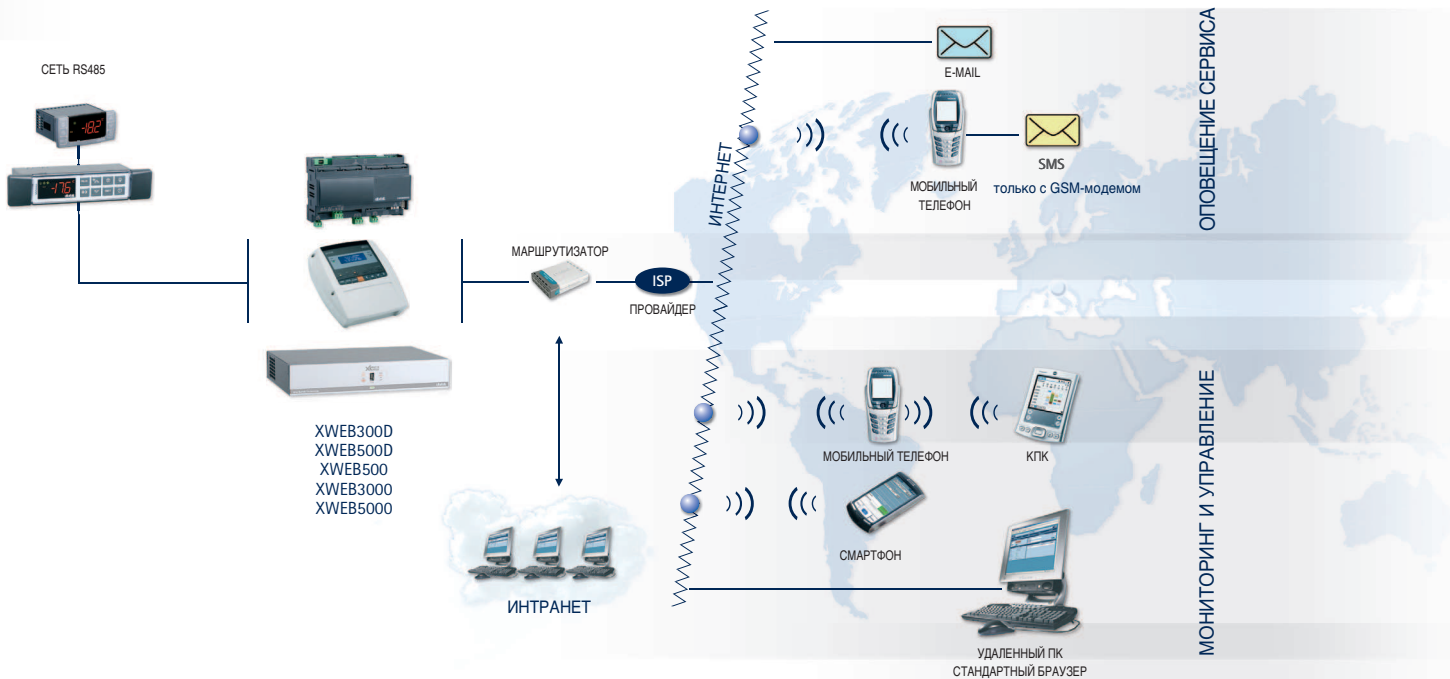 СЕТЬ RS485
-18.2
-17.6
XWEB300D
XWEB500D
XWEB500
XWEB3000
XWEB5000
МАРШРУТИЗАТОР
ISP
ПРОВАЙДЕР
ИНТРАНЕТ
ИНТЕРНЕТ
E-MAIL
МОБИЛЬНЫЙ
ТЕЛЕФОН
SMS
только с GSM-модемом
ОПОВЕЩЕНИЕ СЕРВИСА
МОБИЛЬНЫЙ ТЕЛЕФОН
КПК
СМАРТФОН
УДАЛЕННЫЙ ПК
СТАНДАРТНЫЙ БРАУЗЕР
МОНИТОРИНГ И УПРАВЛЕНИЕ